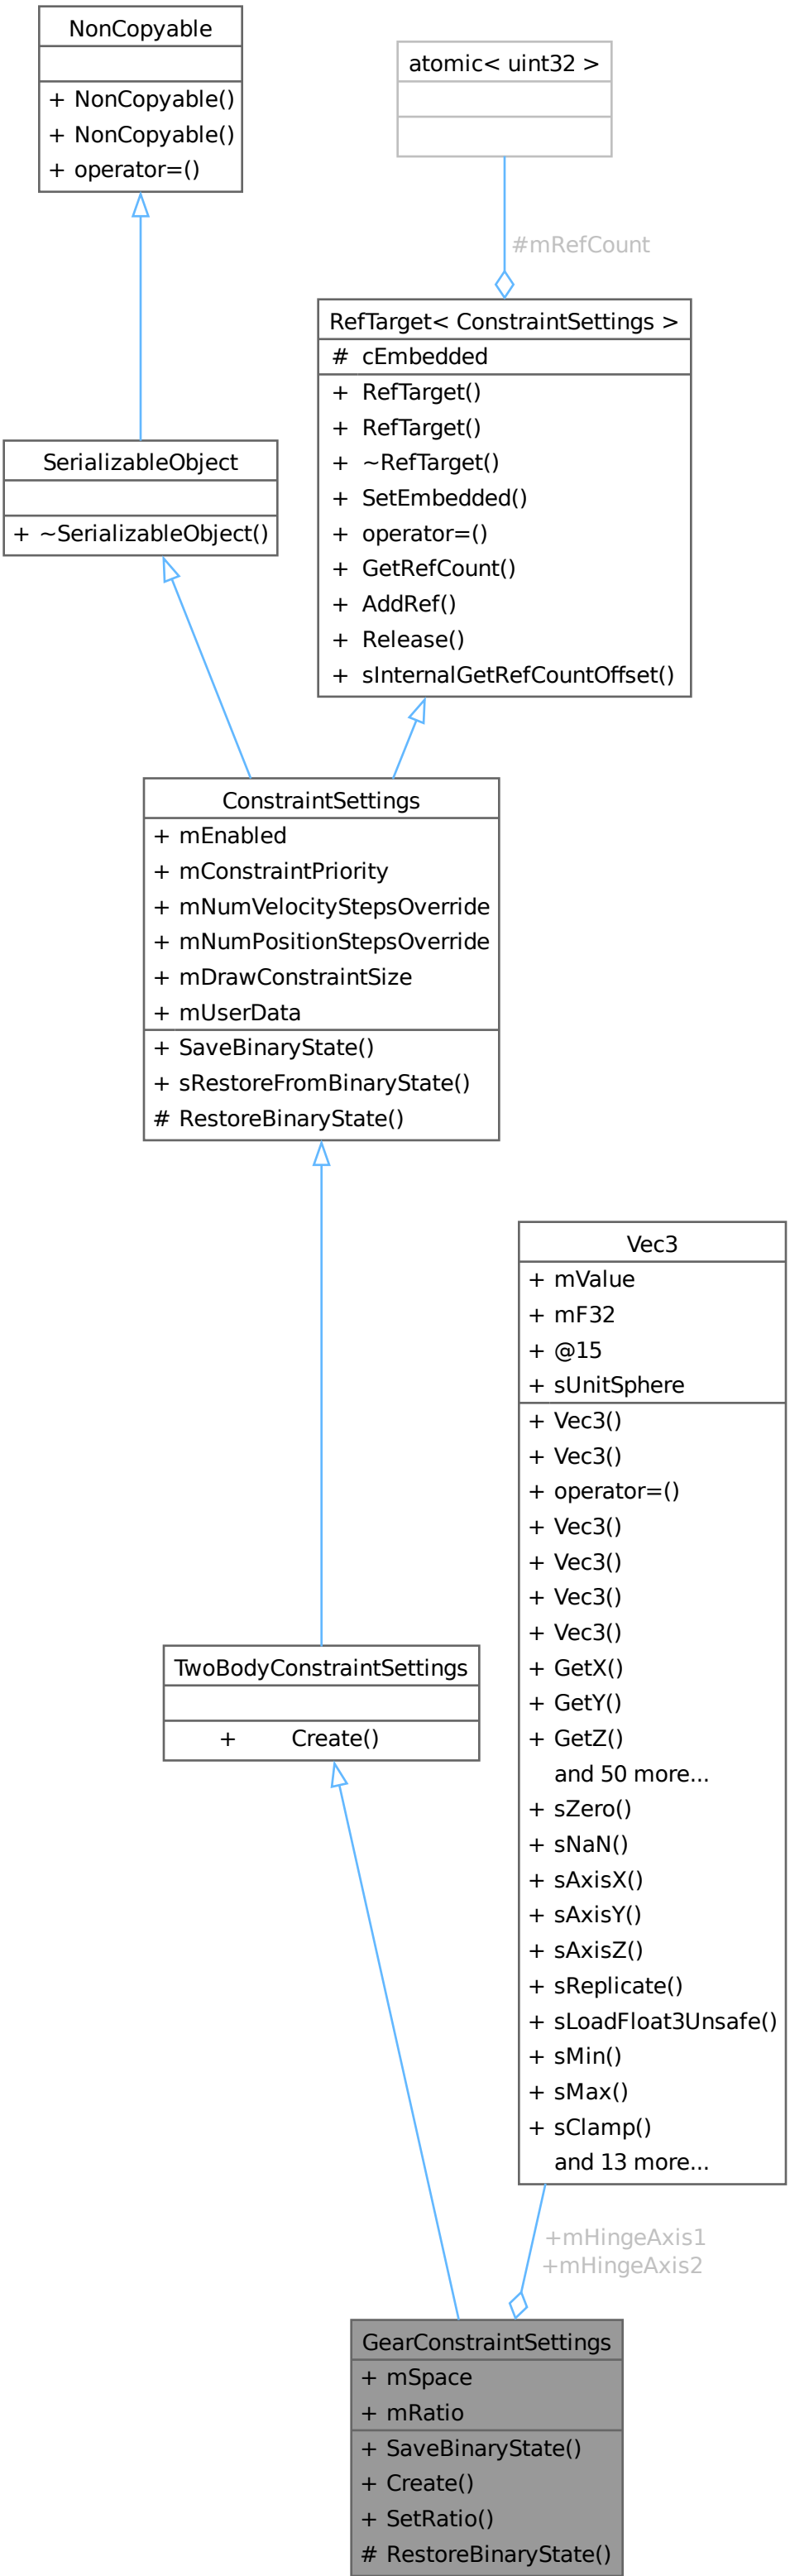 NonCopyable
+ NonCopyable()
+ NonCopyable()
+ operator=()
atomic< uint32 >
#mRefCount
RefTarget< ConstraintSettings >
# cEmbedded
+ RefTarget()
+ RefTarget()
+ ~RefTarget()
+ SetEmbedded()
+ operator=()
+ GetRefCount()
+ AddRef()
+ Release()
+ sInternalGetRefCountOffset()
SerializableObject
+ ~SerializableObject()
ConstraintSettings
+ mEnabled
+ mConstraintPriority
+ mNumVelocityStepsOverride
+ mNumPositionStepsOverride
+ mDrawConstraintSize
+ mUserData
+ SaveBinaryState()
+ sRestoreFromBinaryState()
# RestoreBinaryState()
Vec3
+ mValue
+ mF32
+ @15
+ sUnitSphere
+ Vec3()
+ Vec3()
+ operator=()
+ Vec3()
+ Vec3()
+ Vec3()
+ Vec3()
+ GetX()
+ GetY()
+ GetZ()
and 50 more...
+ sZero()
+ sNaN()
+ sAxisX()
+ sAxisY()
+ sAxisZ()
+ sReplicate()
+ sLoadFloat3Unsafe()
+ sMin()
+ sMax()
+ sClamp()
and 13 more...
TwoBodyConstraintSettings
+ Create()
+mHingeAxis1
+mHingeAxis2
GearConstraintSettings
+ mSpace
+ mRatio
+ SaveBinaryState()
+ Create()
+ SetRatio()
# RestoreBinaryState()